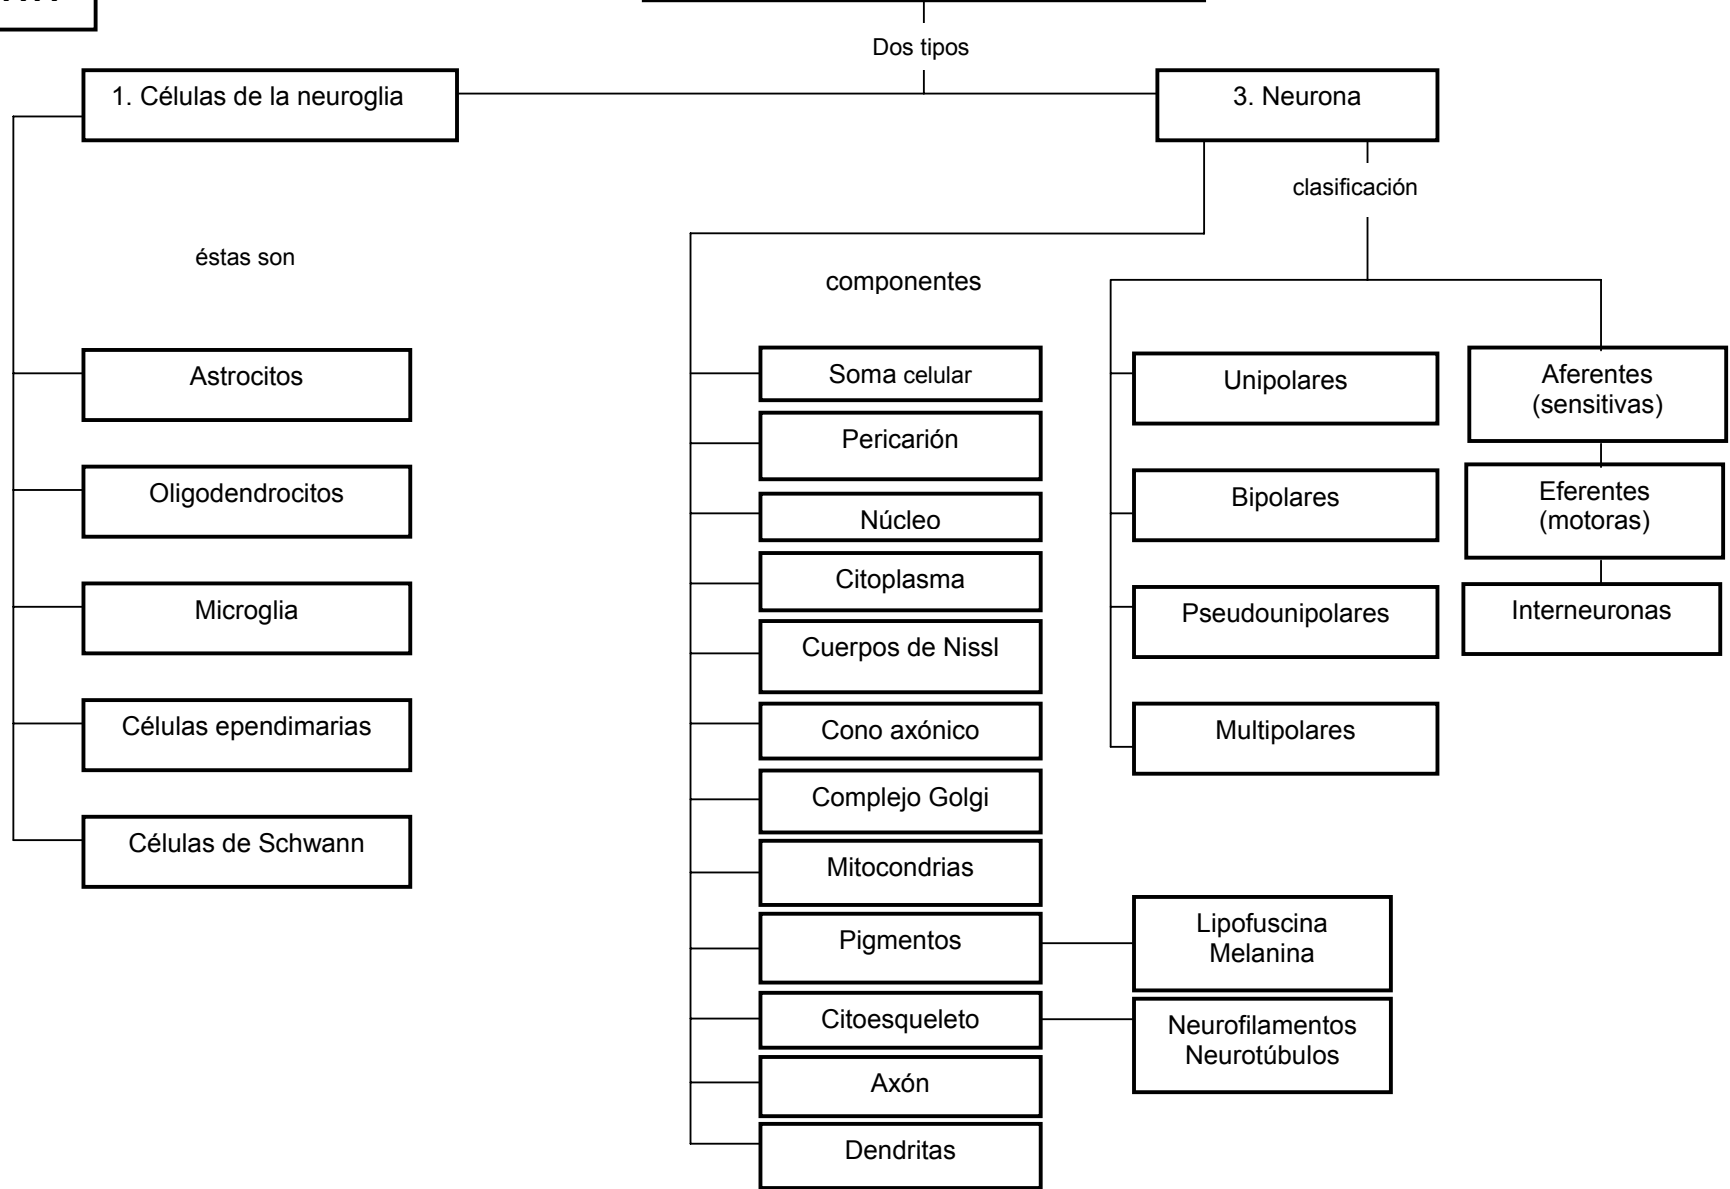 Dos tipos
1. Células de la neuroglia
3. Neurona
clasificación
éstas son
componentes
Astrocitos
Oligodendrocitos
Microglia
Células ependimarias
Células de Schwann
Soma celular
Pericarión
Núcleo
Citoplasma
Cuerpos de Nissl
Cono axónico
Complejo Golgi
Mitocondrias
Pigmentos
Citoesqueleto
Axón
Dendritas
Lipofuscina
Melanina
Neurofilamentos
Neurotúbulos
Unipolares
Bipolares
Pseudounipolares
Multipolares
Aferentes
(sensitivas)
Eferentes
(motoras)
Interneuronas